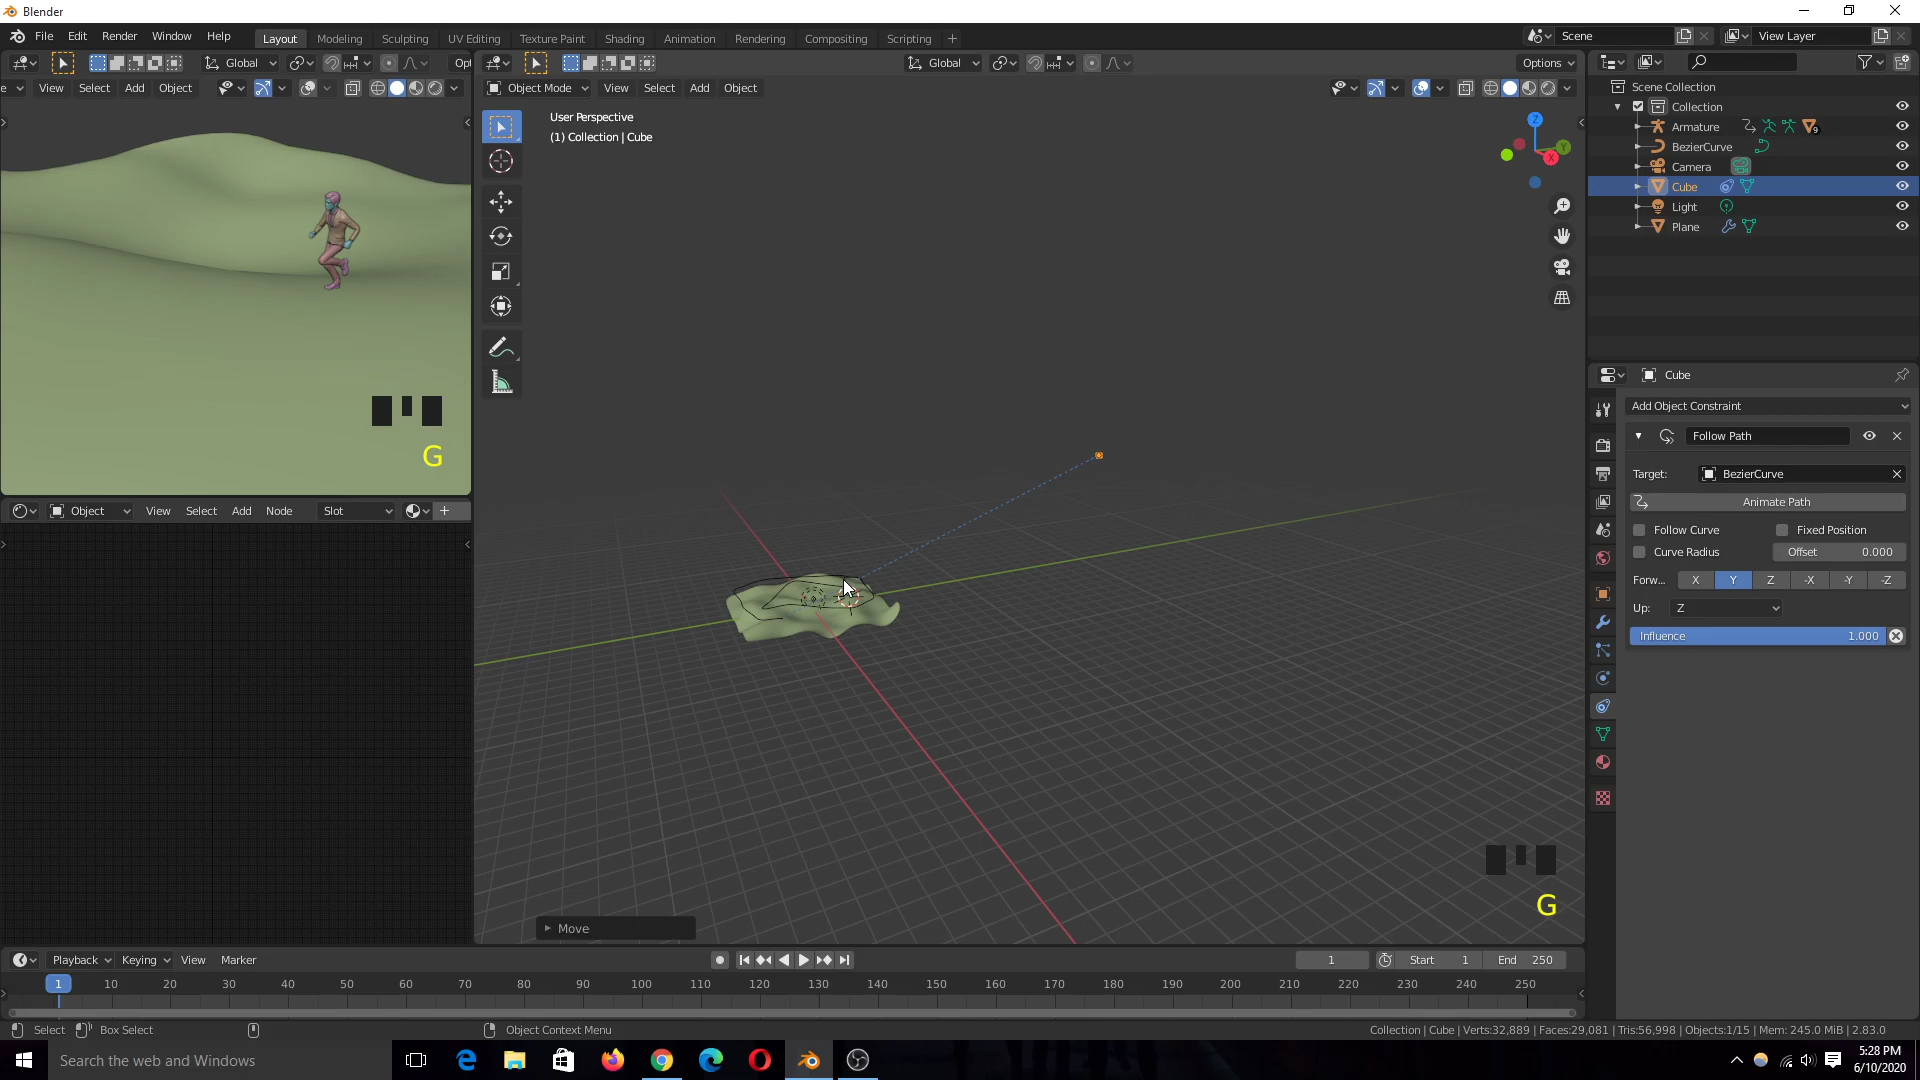 Blender
File Edit Render Window Help
Layout Modeling Sculpting UV Editing Texture Paint Shading Animation Rendering Compositing Scripting
Scene
View Layer
Global
Opt
Global
Options
e View Select Add Object
Object Mode View Select Add Object
User Perspective
(1) Collection | Cube
Z
Y
X
Scene Collection
Collection
Armature
9
BezierCurve
Camera
Cube
Light
Plane
Cube
Add Object Constraint
Follow Path
Target: BezierCurve
Animate Path
Follow Curve Fixed Position
Curve Radius Offset 0.000
Forw... X Y Z -X -Y -Z
Up: Z
Influence 1.000
G
Object View Select Add Node Slot
G
Move
Playback Keying View Marker
1 Start 1 End 250
1 10 20 30 40 50 60 70 80 90 100 110 120 130 140 150 160 170 180 190 200 210 220 230 240 250
Select Box Select Object Context Menu
Collection | Cube | Verts:32,889 | Faces:29,081 | Tris:56,998 | Objects:1/15 | Mem: 245.0 MiB | 2.83.0
Search the web and Windows
5:28 PM
6/10/2020